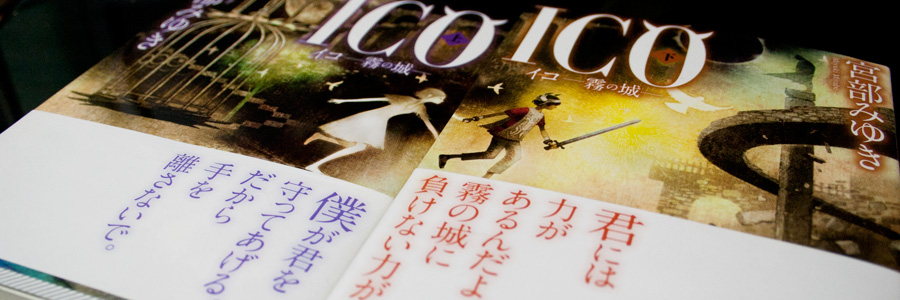 ICO
上
イコ―霧の城―
みゆき
僕が君を
守ってあげる
だから
手を
離さないで。
ICO
下
イコ―霧の城―
宮部みゆき
君には
力が
あるんだよ
霧の城に
負けない力が